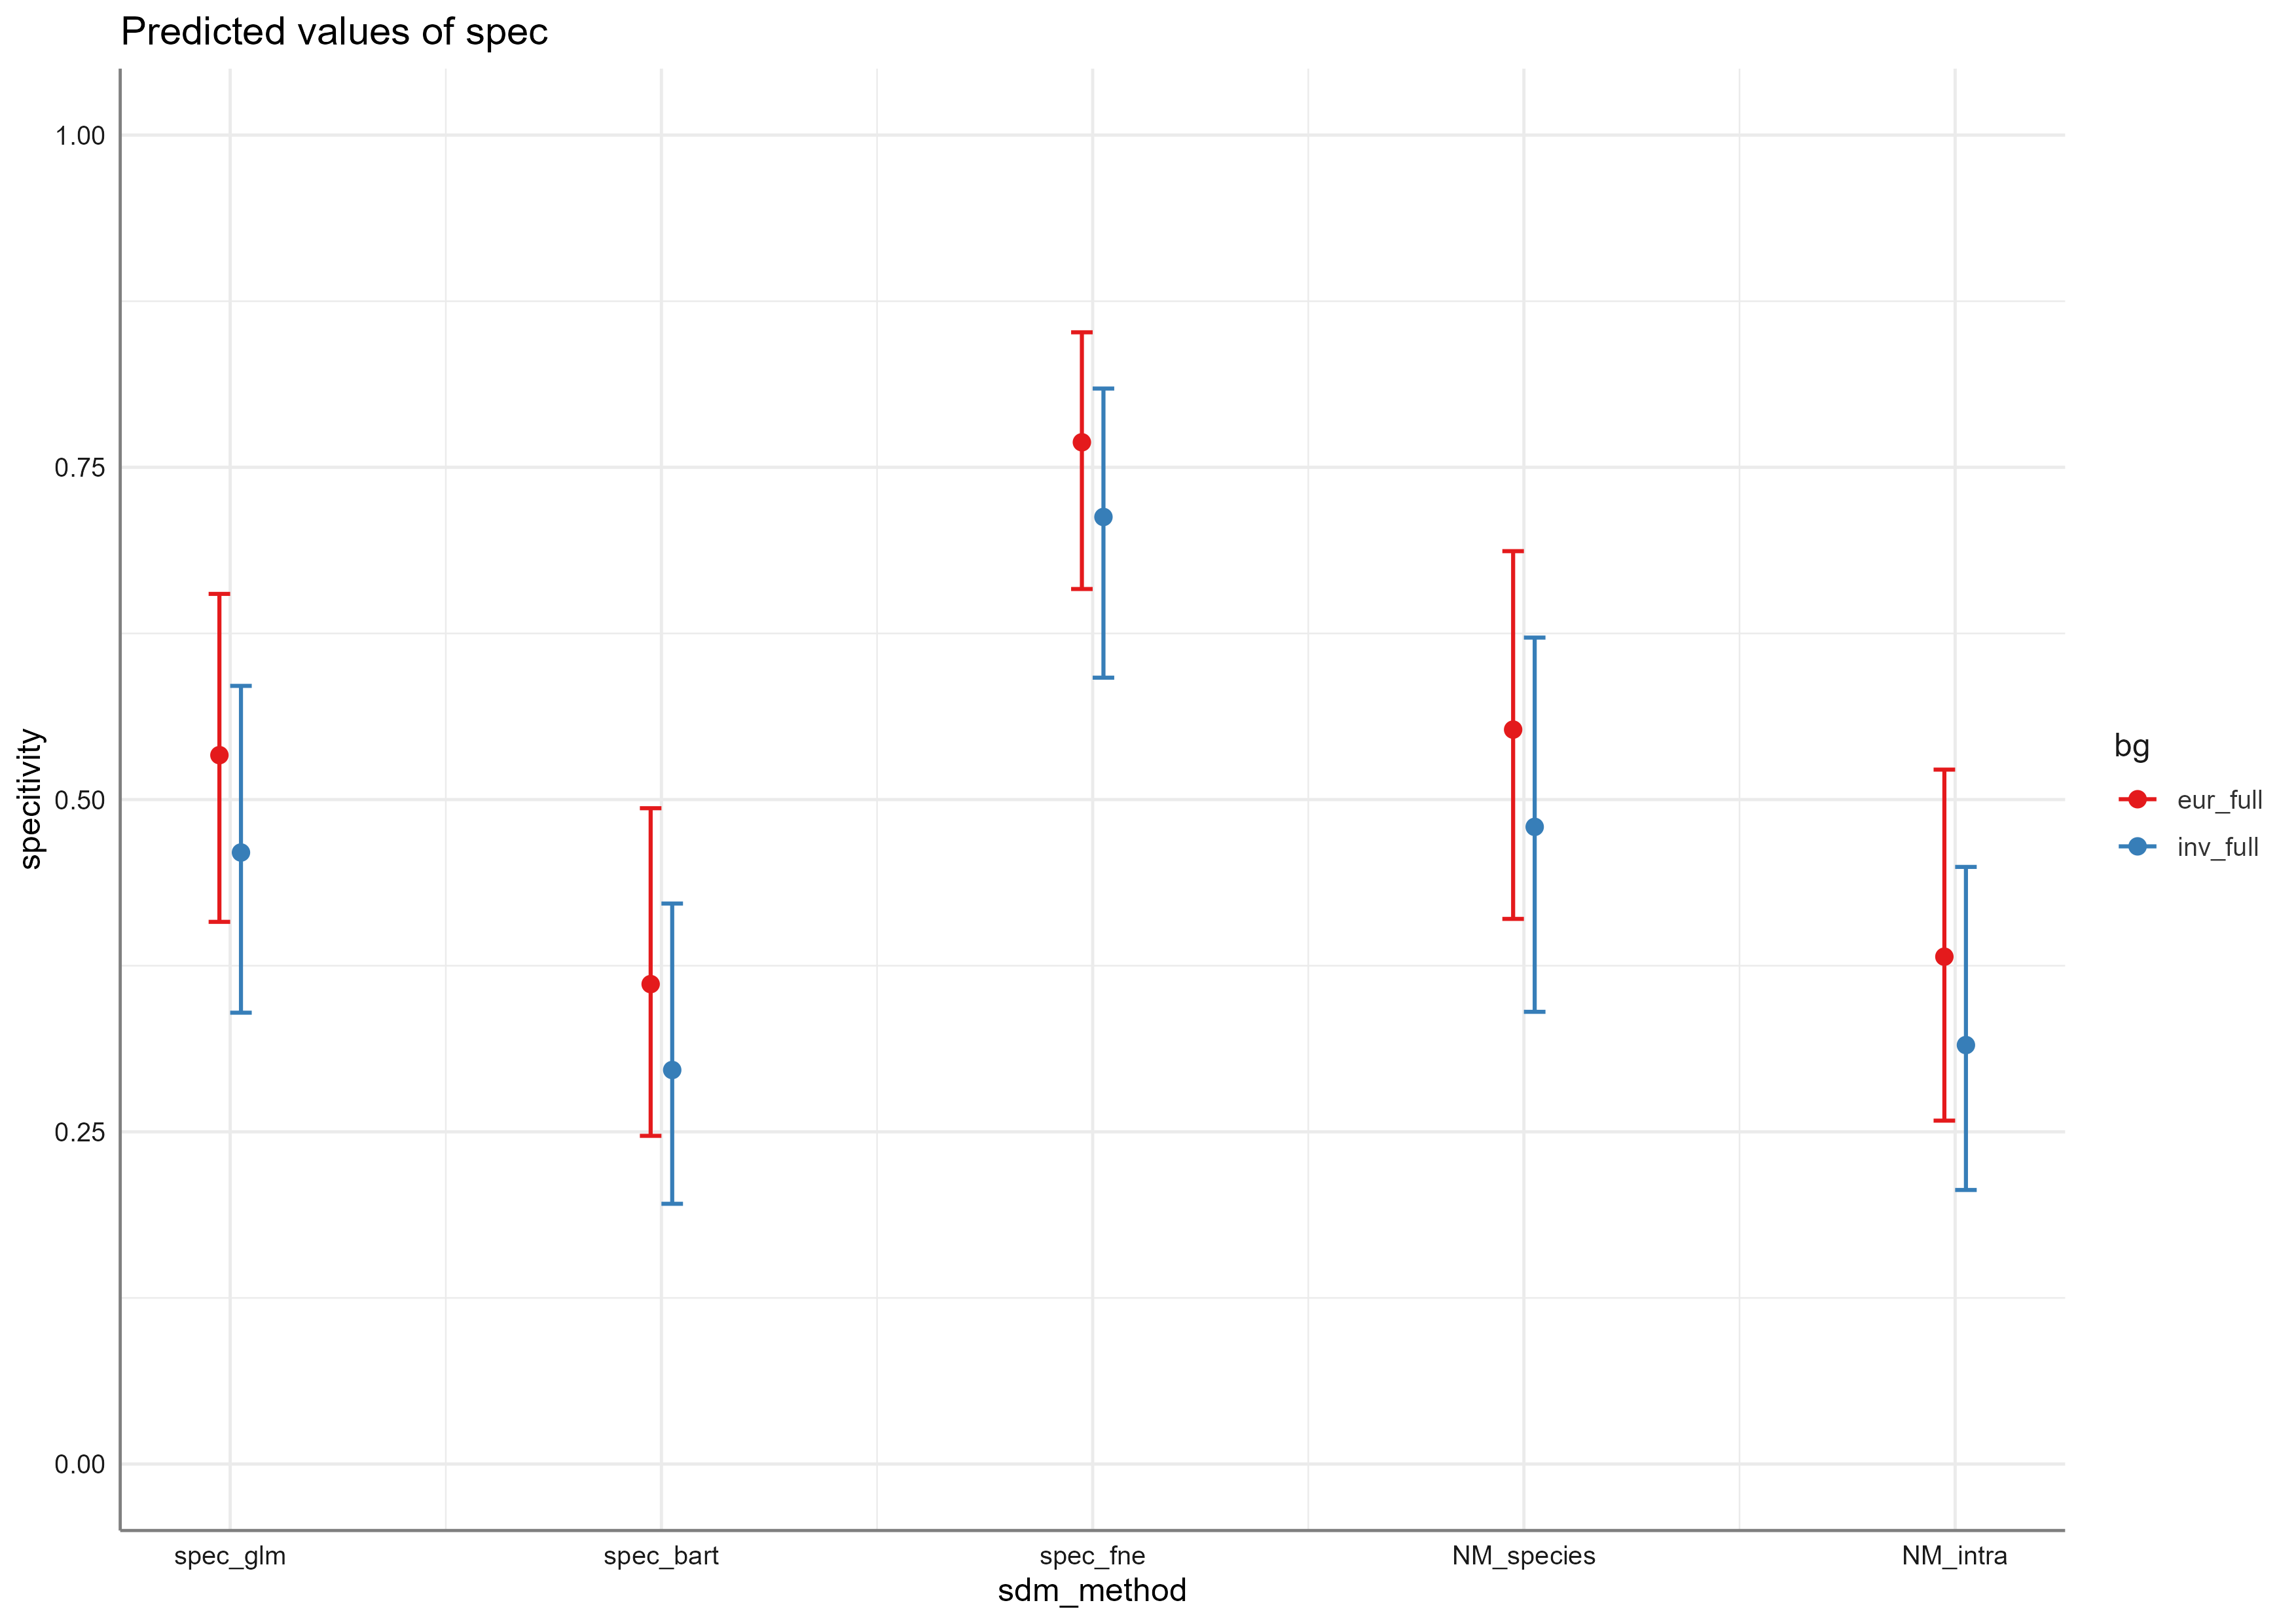 Predicted values of spec
1.00
0.75
0.50
0.25
0.00
specitivity
spec_glm
spec_bart
spec_fne
NM_species
NM_intra
sdm_method
bg
eur_full
inv_full